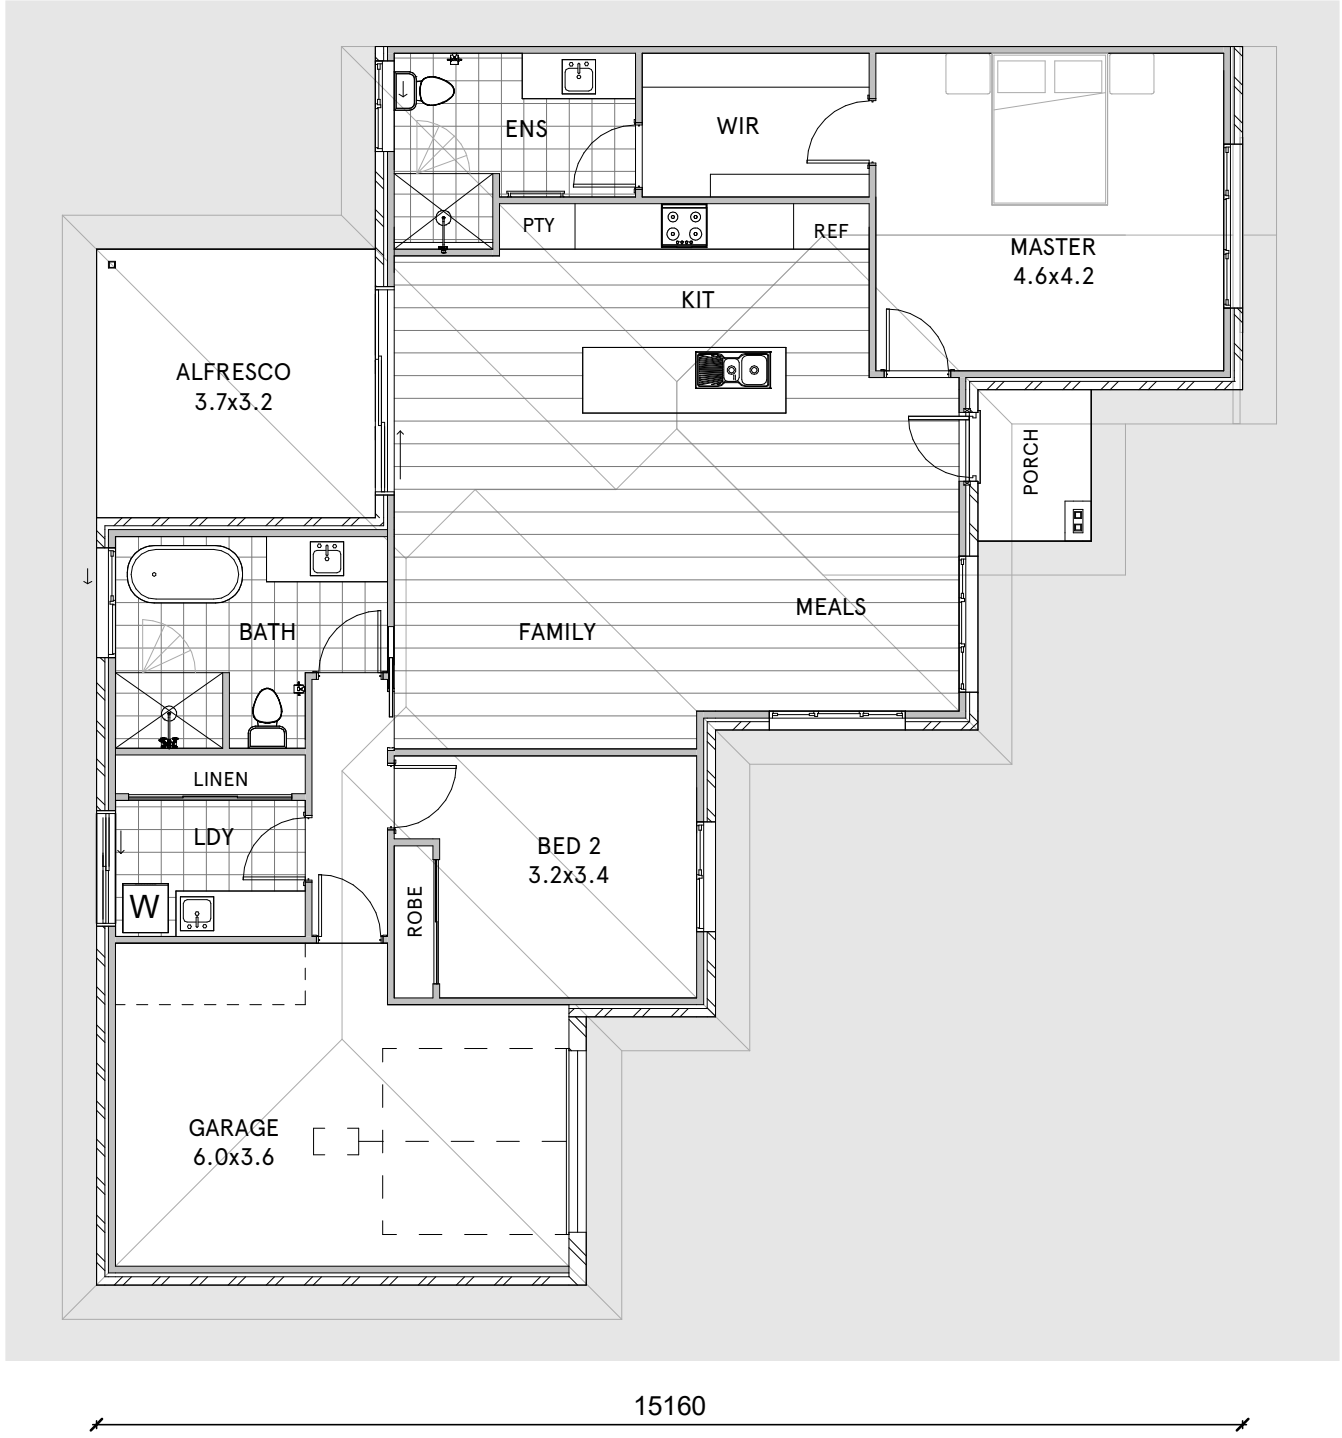 ENS
WIR
PTY
REF
MASTER
4.6x4.2
KIT
ALFRESCO
3.7x3.2
PORCH
MEALS
BATH
FAMILY
LINEN
LDY
BED 2
3.2x3.4
W
ROBE
GARAGE
6.0x3.6
15160